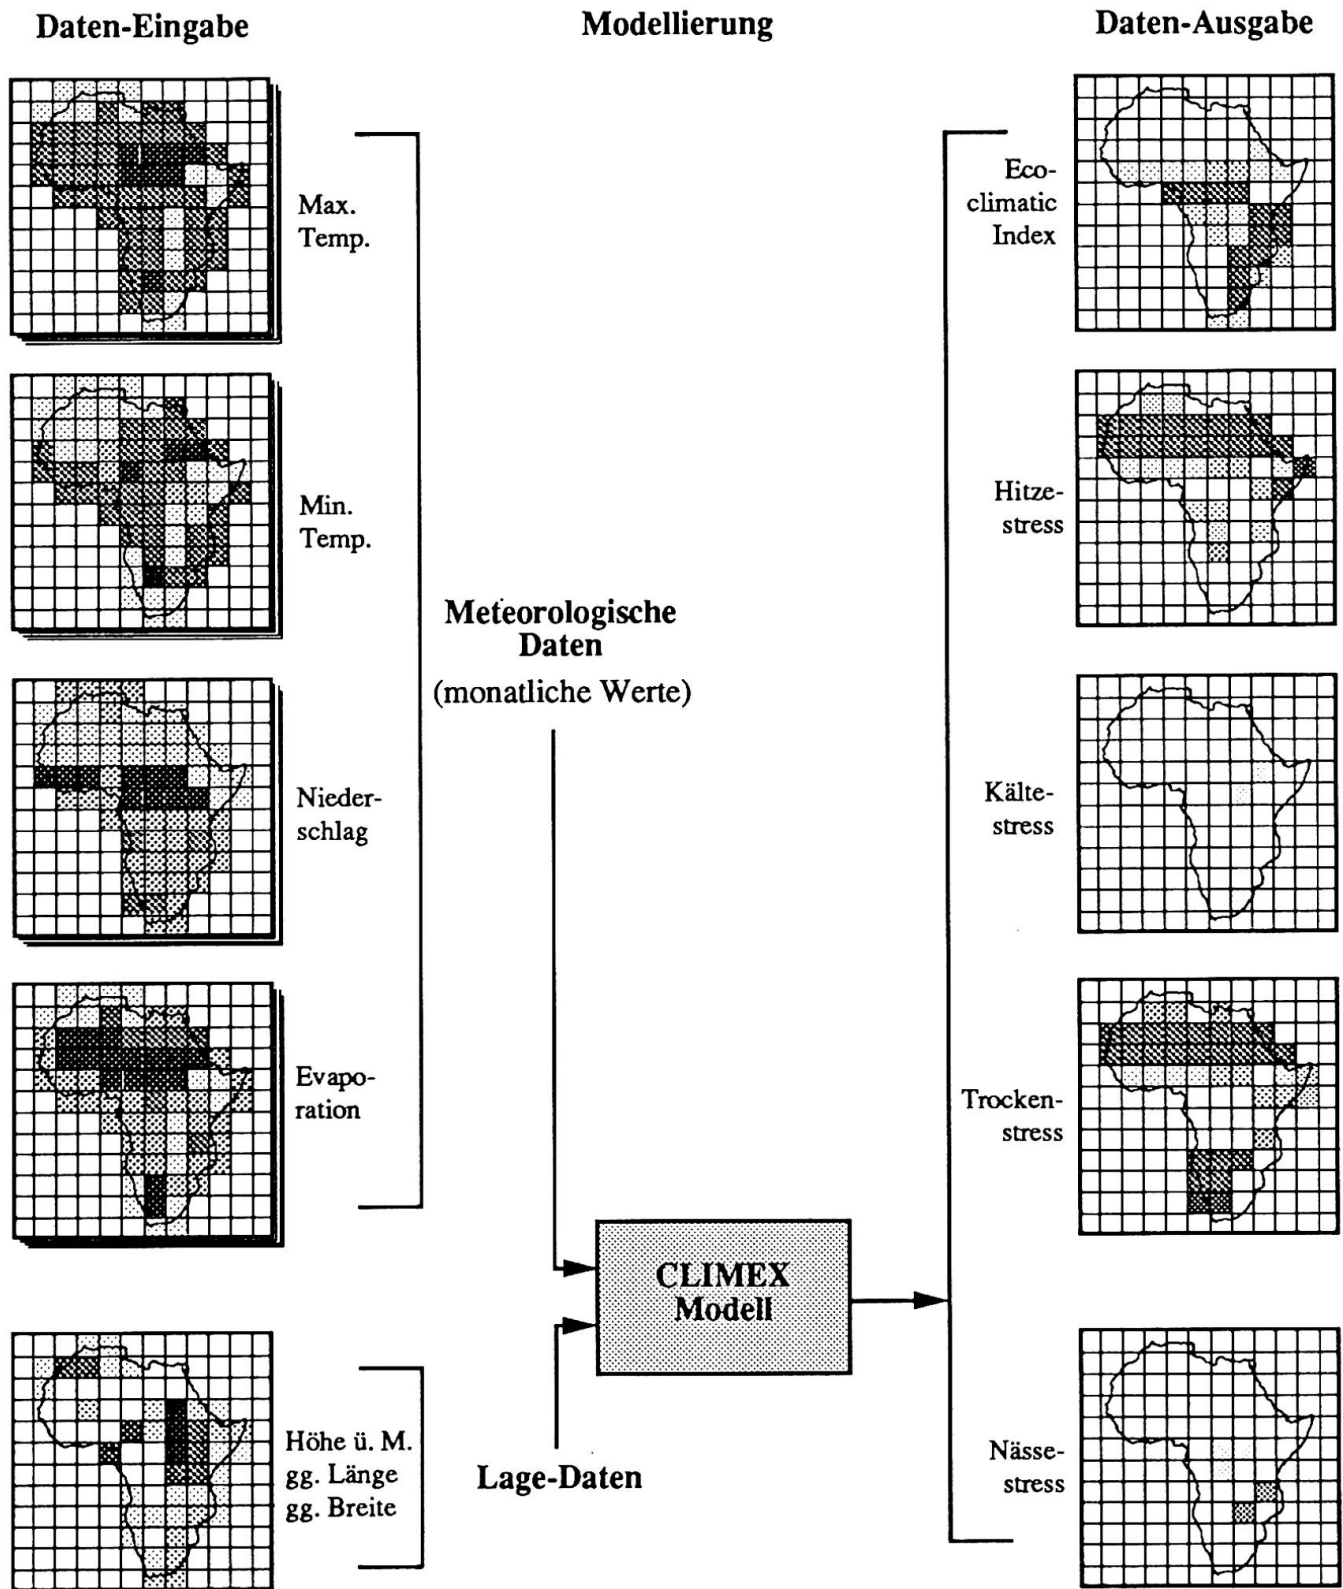 Daten-Eingabe
Modellierung
Daten-Ausgabe
Max.
Temp.
Min.
Temp.
Nieder-
schlag
Evapo-
ration
Höhe ü. M.
gg. Länge
gg. Breite
Meteorologische
Daten
(monatliche Werte)
CLIMEX
Modell
Lage-Daten
Eco-
climatic
Index
Hitze-
stress
Kälte-
stress
Trocken-
stress
Nässe-
stress